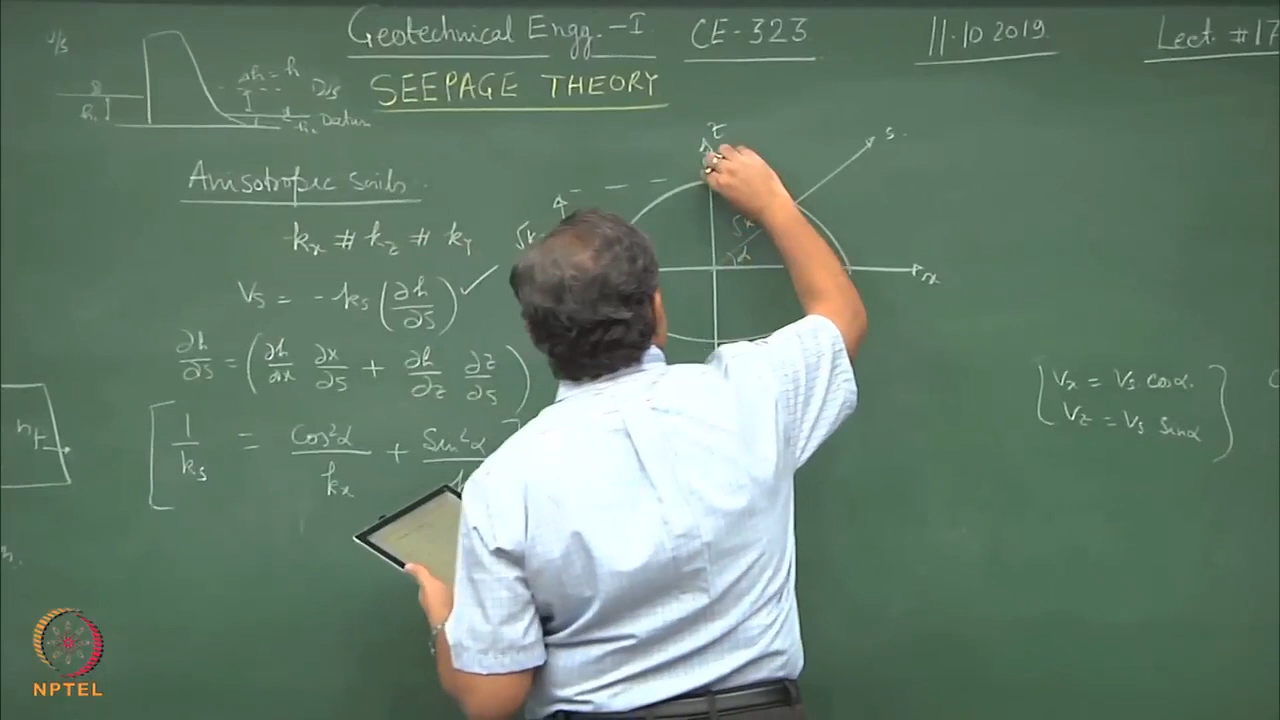 Geotechnical Engg.-I CE-323 11.10.2019 Lect. #17
SEEPAGE THEORY
u/s
Δh = h D/s
Datum
Anisotropic soils
kx ≠ kz ≠ ky
Vs = -ks (∂h/∂s) ✓
∂h/∂s = (∂h/∂x ∂x/∂s + ∂h/∂z ∂z/∂s)
[1/ks = Cos²α/kx + Sin²α/
z
s
α
x
Vx = Vs cosα.
Vz = Vs sinα
NPTEL